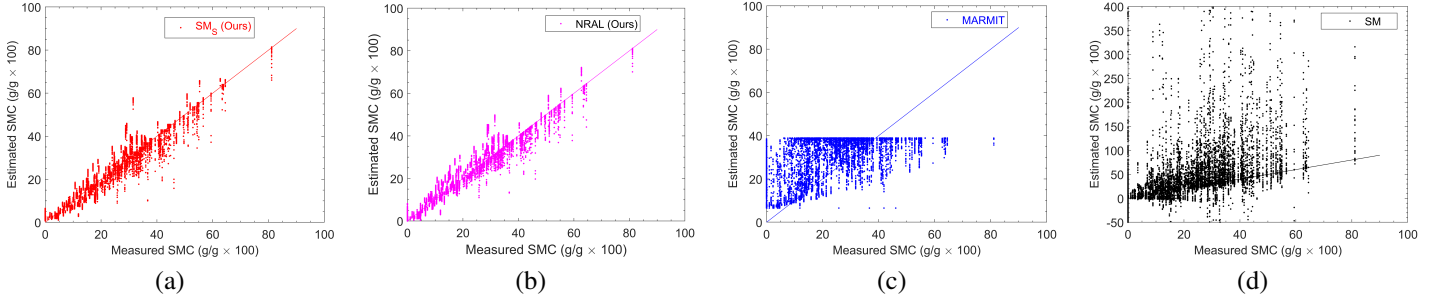 SM_S (Ours)
Estimated SMC (g/g × 100)
100
80
60
40
20
0
0 20 40 60 80 100
Measured SMC (g/g × 100)
(a)
NRAL (Ours)
Estimated SMC (g/g × 100)
100
80
60
40
20
0
0 20 40 60 80 100
Measured SMC (g/g × 100)
(b)
MARMIT
Estimated SMC (g/g × 100)
100
80
60
40
20
0
0 20 40 60 80 100
Measured SMC (g/g × 100)
(c)
SM
Estimated SMC (g/g × 100)
400
350
300
250
200
150
100
50
0
-50
0 20 40 60 80 100
Measured SMC (g/g × 100)
(d)